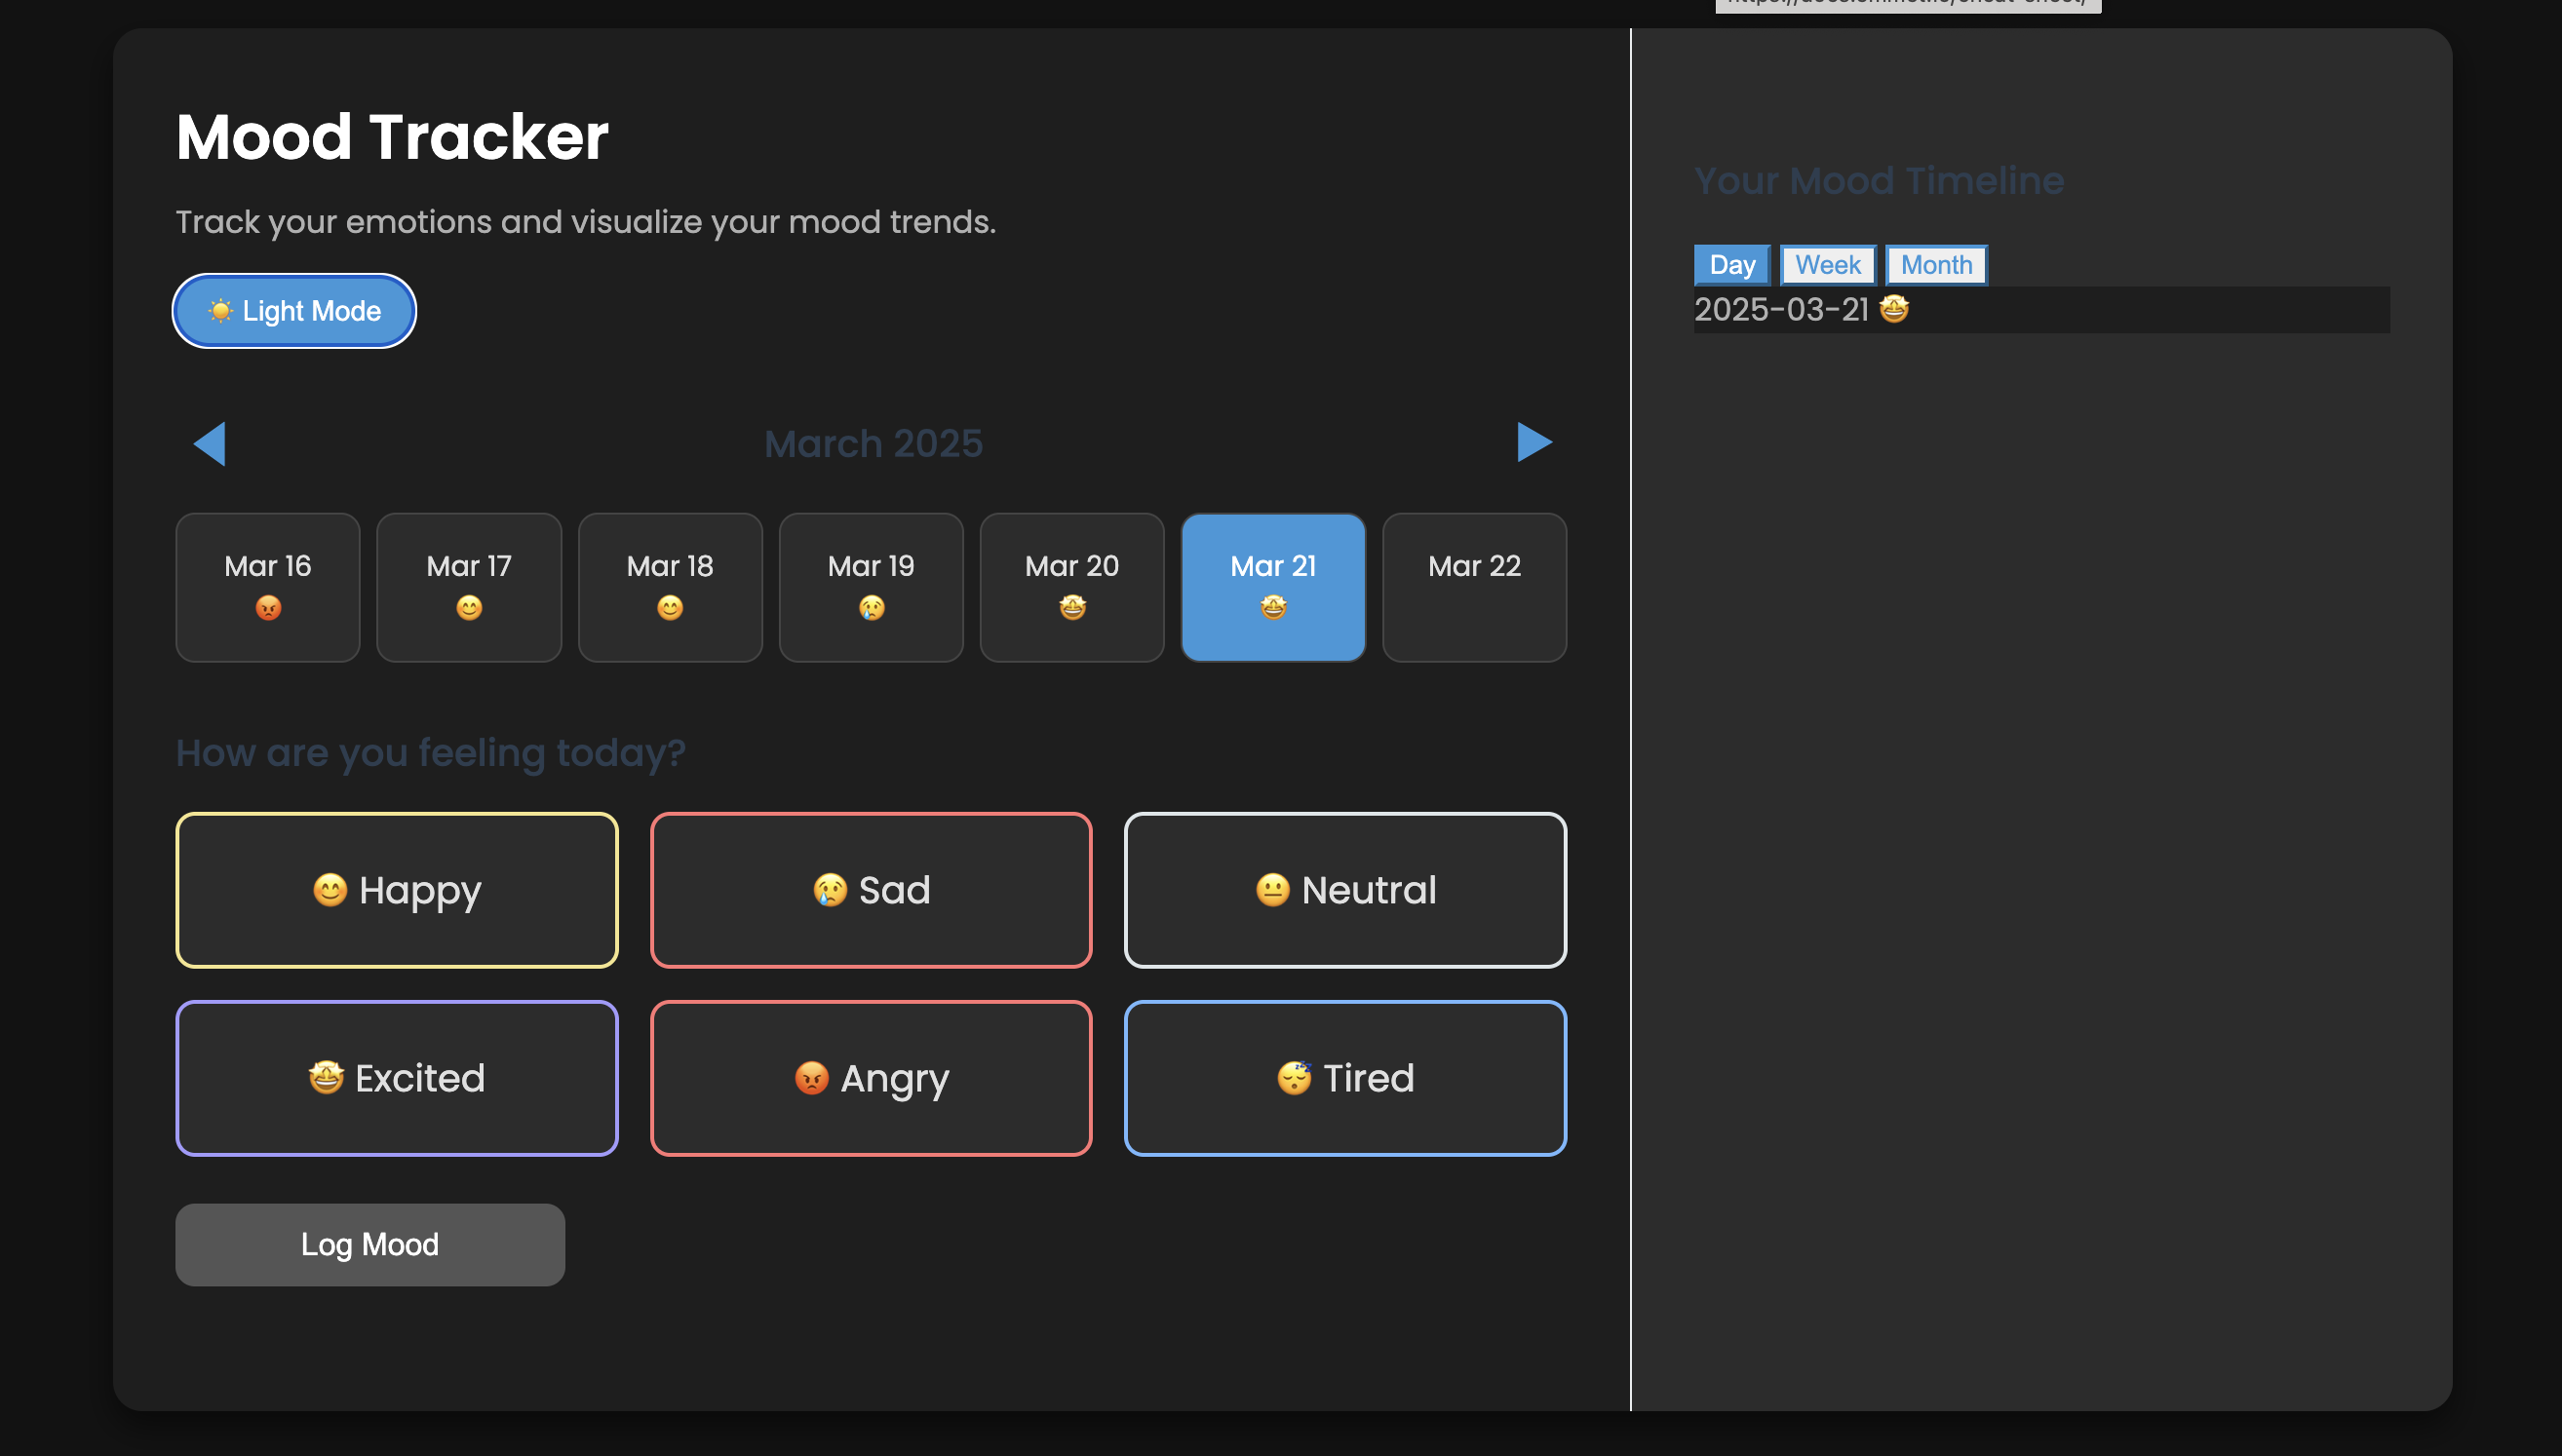 Mood Tracker
Track your emotions and visualize your mood trends.
☀️ Light Mode
◀ March 2025 ▶
Mar 16 Mar 17 Mar 18 Mar 19 Mar 20 Mar 21 Mar 22
😡 😊 😊 😢 🤩 🤩
How are you feeling today?
😊 Happy 😢 Sad 😐 Neutral
🤩 Excited 😡 Angry 😴 Tired
Log Mood
Your Mood Timeline
Day Week Month
2025-03-21 🤩